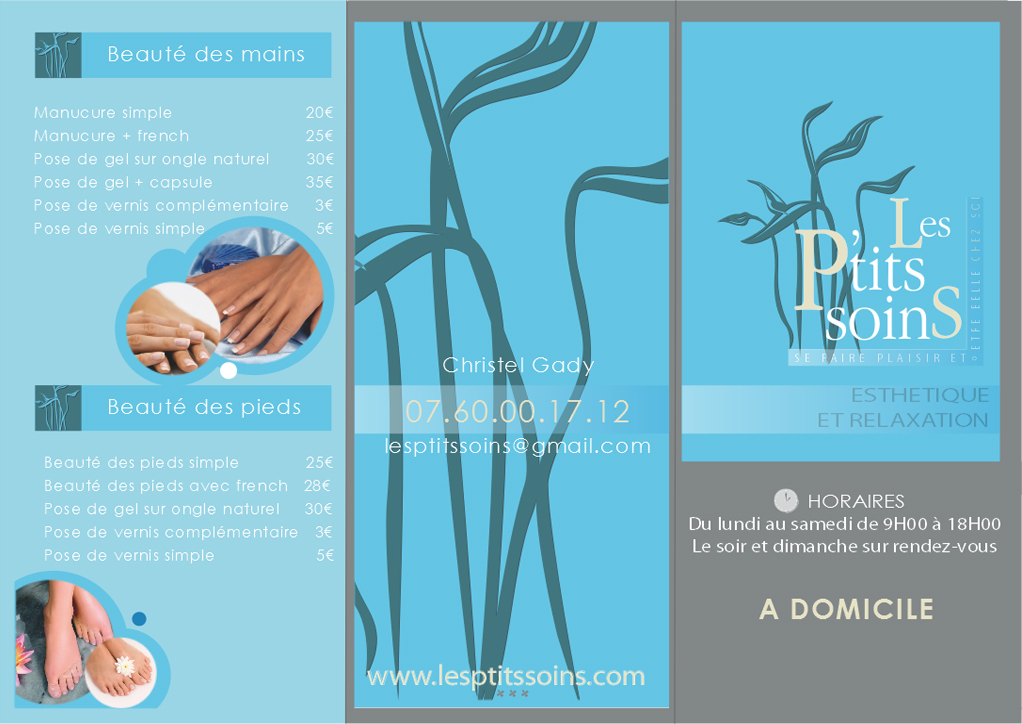 Beauté des mains
Manucure simple 20€
Manucure + french 25€
Pose de gel sur ongle naturel 30€
Pose de gel + capsule 35€
Pose de vernis complémentaire 3€
Pose de vernis simple 5€
Beauté des pieds
Beauté des pieds simple 25€
Beauté des pieds avec french 28€
Pose de gel sur ongle naturel 30€
Pose de vernis complémentaire 3€
Pose de vernis simple 5€
Christel Gady
07.60.00.17.12
lesptitssoins@gmail.com
www.lesptitssoins.com
Les
P'tits
soinS
SE FAIRE PLAISIR ET
CHEZ SOI
ESTHETIQUE
ET RELAXATION
HORAIRES
Du lundi au samedi de 9H00 à 18H00
Le soir et dimanche sur rendez-vous
A DOMICILE